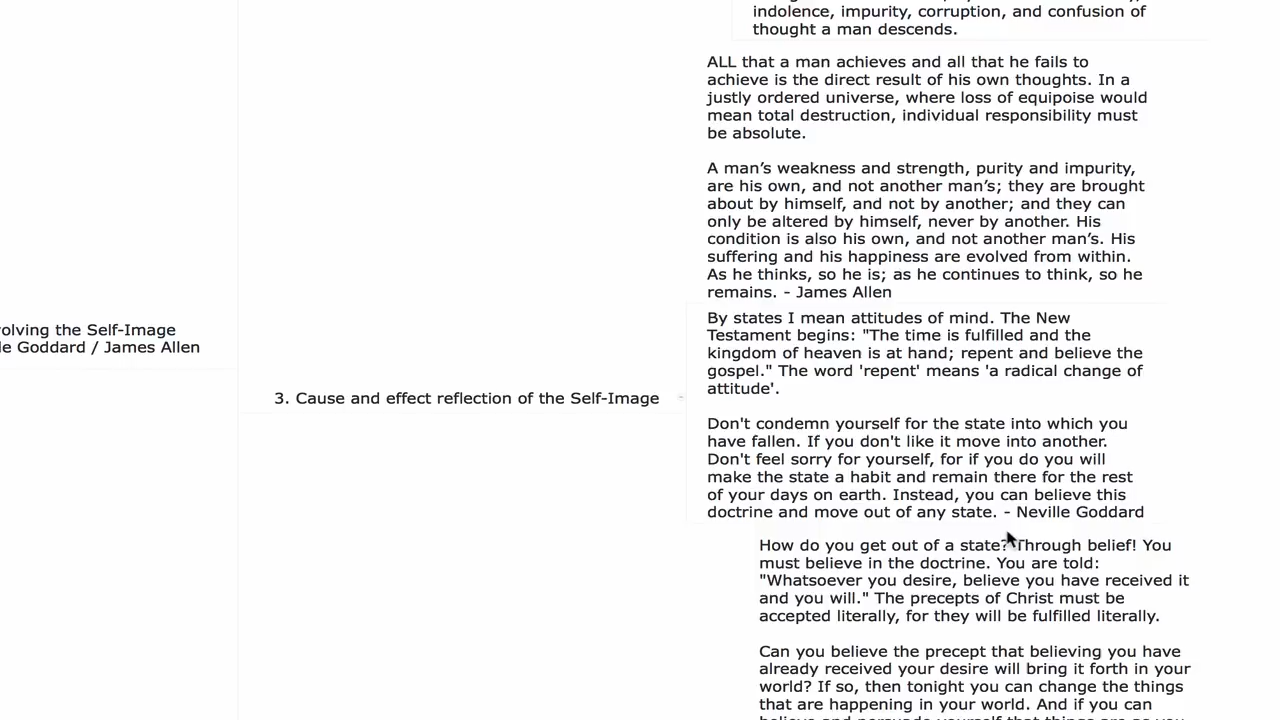 indolence, impurity, corruption, and confusion of
thought a man descends.
ALL that a man achieves and all that he fails to
achieve is the direct result of his own thoughts. In a
justly ordered universe, where loss of equipoise would
mean total destruction, individual responsibility must
be absolute.
A man’s weakness and strength, purity and impurity,
are his own, and not another man’s; they are brought
about by himself, and not by another; and they can
only be altered by himself, never by another. His
condition is also his own, and not another man’s. His
suffering and his happiness are evolved from within.
As he thinks, so he is; as he continues to think, so he
remains. - James Allen
volving the Self-Image
le Goddard / James Allen
3. Cause and effect reflection of the Self-Image
By states I mean attitudes of mind. The New
Testament begins: "The time is fulfilled and the
kingdom of heaven is at hand; repent and believe the
gospel." The word 'repent' means 'a radical change of
attitude'.
Don't condemn yourself for the state into which you
have fallen. If you don't like it move into another.
Don't feel sorry for yourself, for if you do you will
make the state a habit and remain there for the rest
of your days on earth. Instead, you can believe this
doctrine and move out of any state. - Neville Goddard
How do you get out of a state? Through belief! You
must believe in the doctrine. You are told:
"Whatsoever you desire, believe you have received it
and you will." The precepts of Christ must be
accepted literally, for they will be fulfilled literally.
Can you believe the precept that believing you have
already received your desire will bring it forth in your
world? If so, then tonight you can change the things
that are happening in your world. And if you can